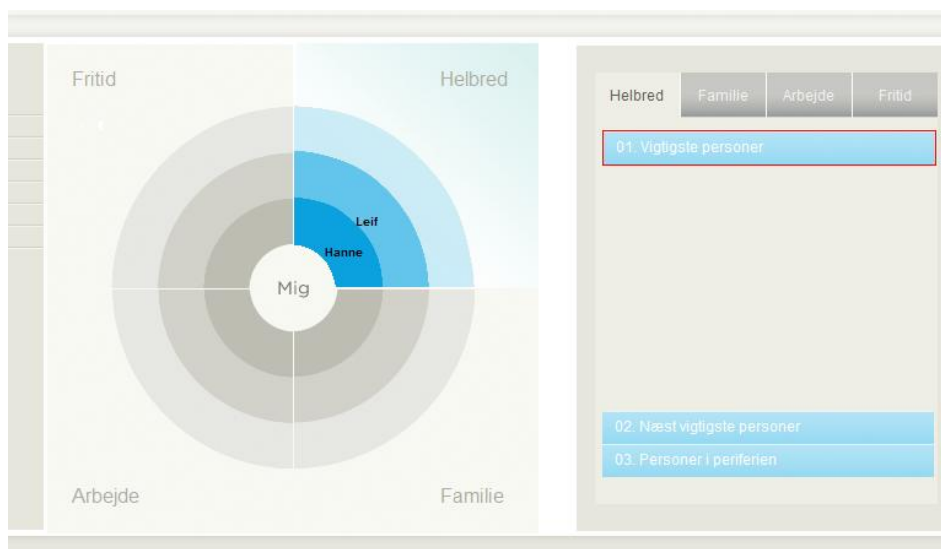 Fritid
Helbred
Leif
Hanne
Mig
Arbejde
Familie
Helbred Familie Arbejde Fritid
01. Vigtigste personer
02. Næst vigtigste personer
03. Personer i periferien